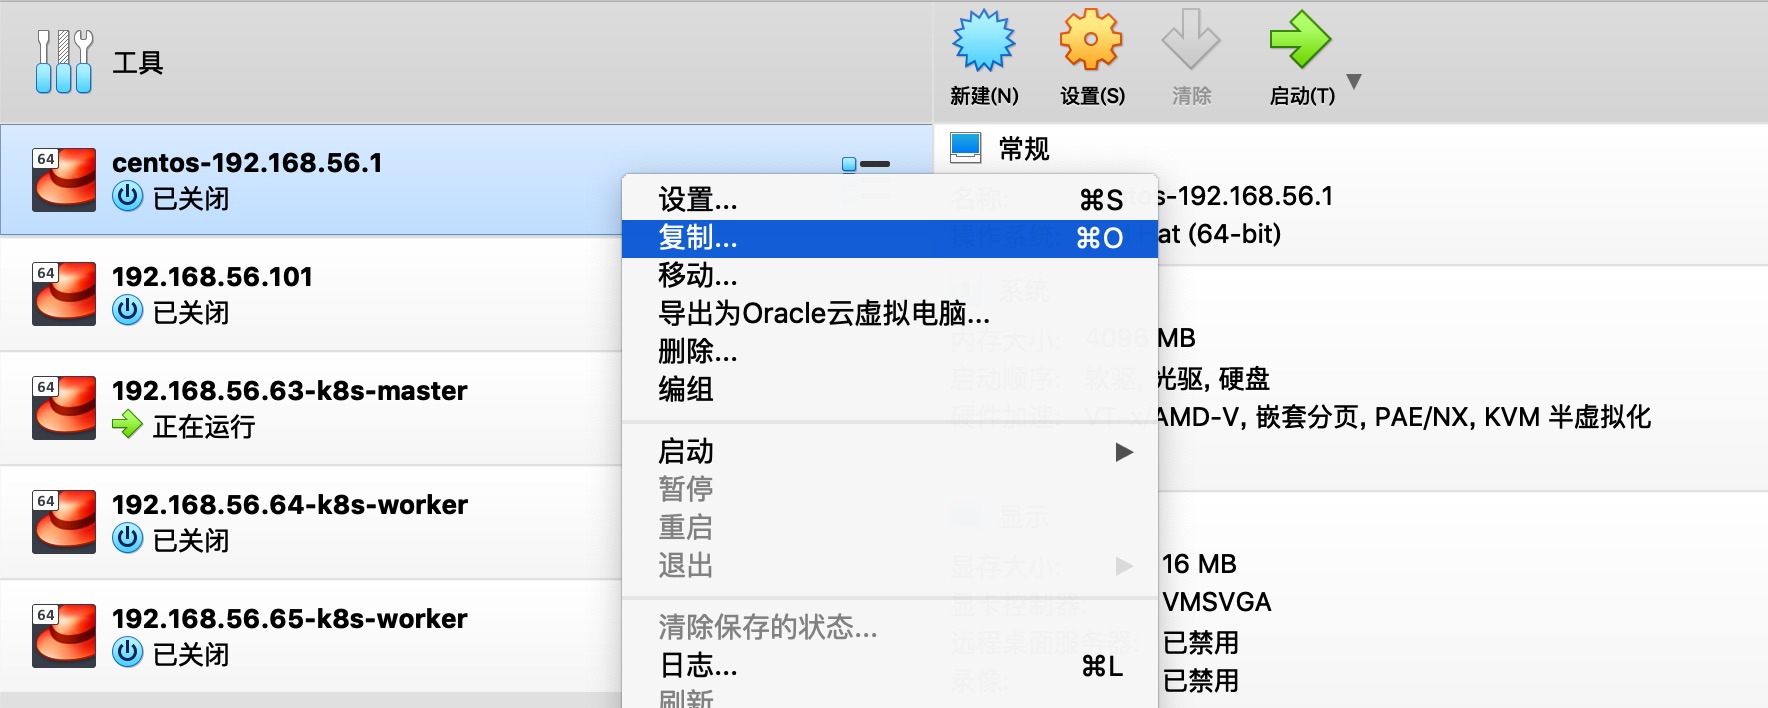 工具
新建(N)
设置(S)
清除
启动(T)
64
centos-192.168.56.1
已关闭
64
192.168.56.101
已关闭
64
192.168.56.63-k8s-master
正在运行
64
192.168.56.64-k8s-worker
已关闭
64
192.168.56.65-k8s-worker
已关闭
设置... ⌘S
复制... ⌘O
移动...
导出为Oracle云虚拟电脑...
删除...
编组
启动
暂停
重启
退出
清除保存的状态...
日志... ⌘L
刷新
常规
名称: tos-192.168.56.1
操作系统: Hat (64-bit)
系统
内存大小: 4096 MB
启动顺序: 软驱, 光驱, 硬盘
硬件加速: VT-x/AMD-V, 嵌套分页, PAE/NX, KVM 半虚拟化
显示
显存大小: 16 MB
显卡控制器: VMSVGA
远程桌面服务器: 已禁用
录像: 已禁用